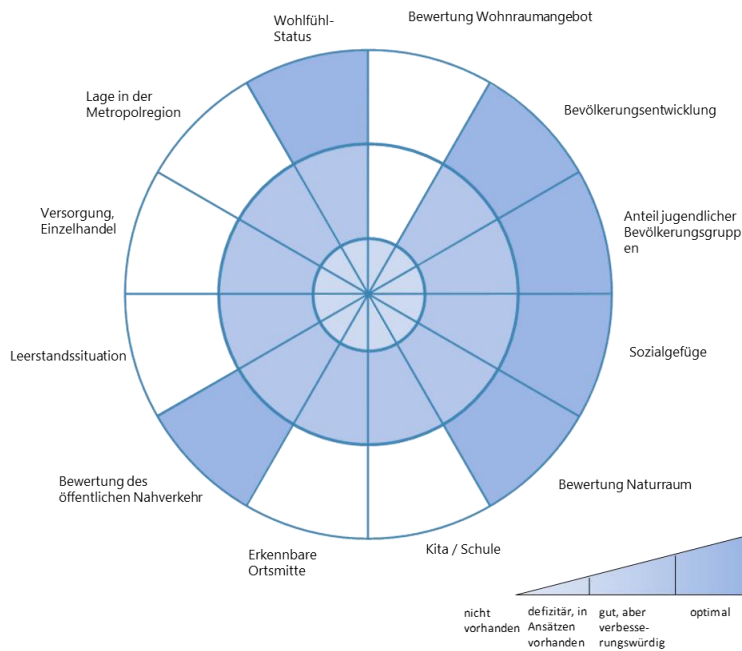 Wohlfühl-
Status
Bewertung Wohnraumangebot
Lage in der
Metropolregion
Bevölkerungsentwicklung
Versorgung,
Einzelhandel
Anteil jugendlicher
Bevölkerungsgrupp
en
Leerstandssituation
Sozialgefüge
Bewertung des
öffentlichen Nahverkehr
Bewertung Naturraum
Erkennbare
Ortsmitte
Kita / Schule
nicht
vorhanden
defizitär, in
Ansätzen
vorhanden
gut, aber
verbesse-
rungswürdig
optimal